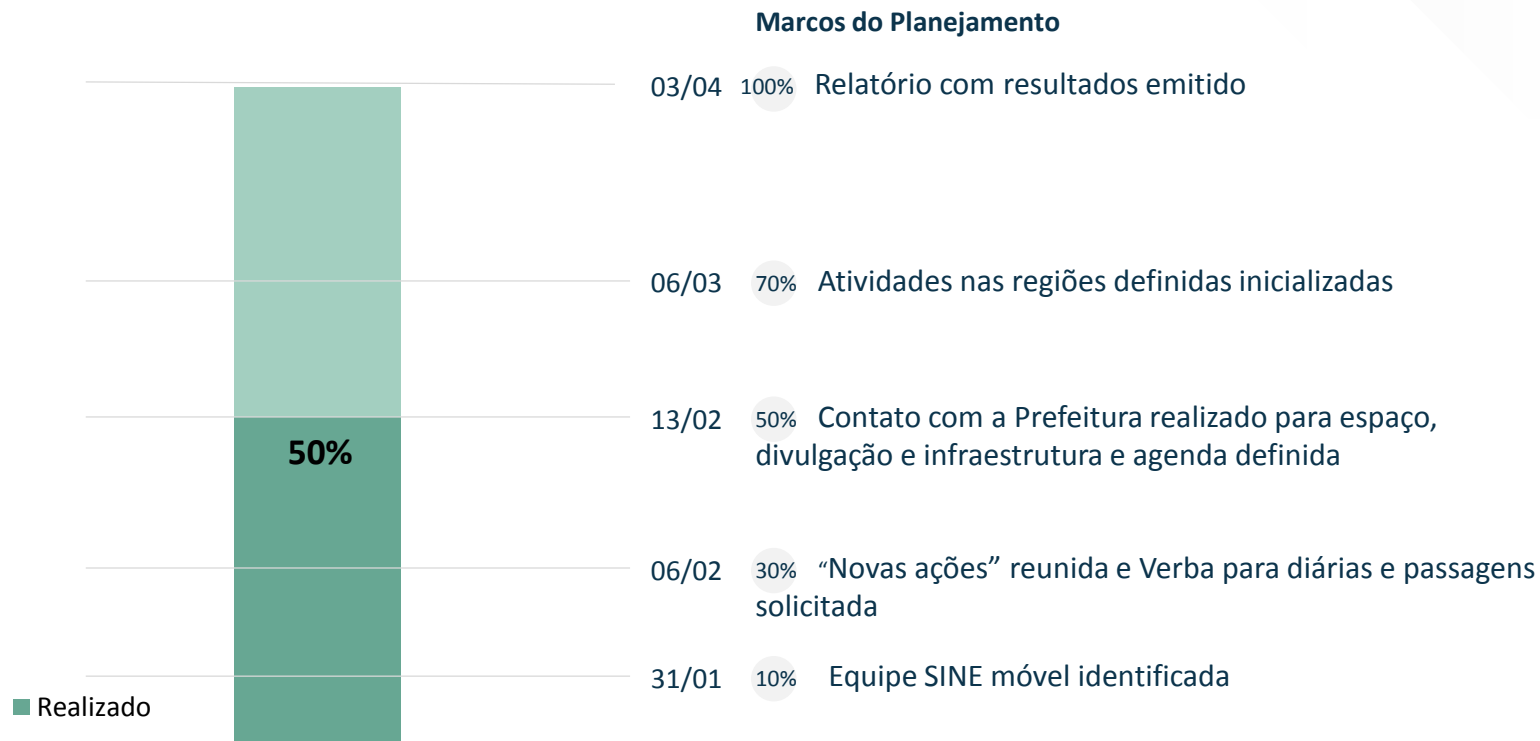 Marcos do Planejamento
03/04 100% Relatório com resultados emitido
06/03 70% Atividades nas regiões definidas inicializadas
13/02 50% Contato com a Prefeitura realizado para espaço,
divulgação e infraestrutura e agenda definida
50%
06/02 30% “Novas ações” reunida e Verba para diárias e passagens
solicitada
31/01 10% Equipe SINE móvel identificada
Realizado